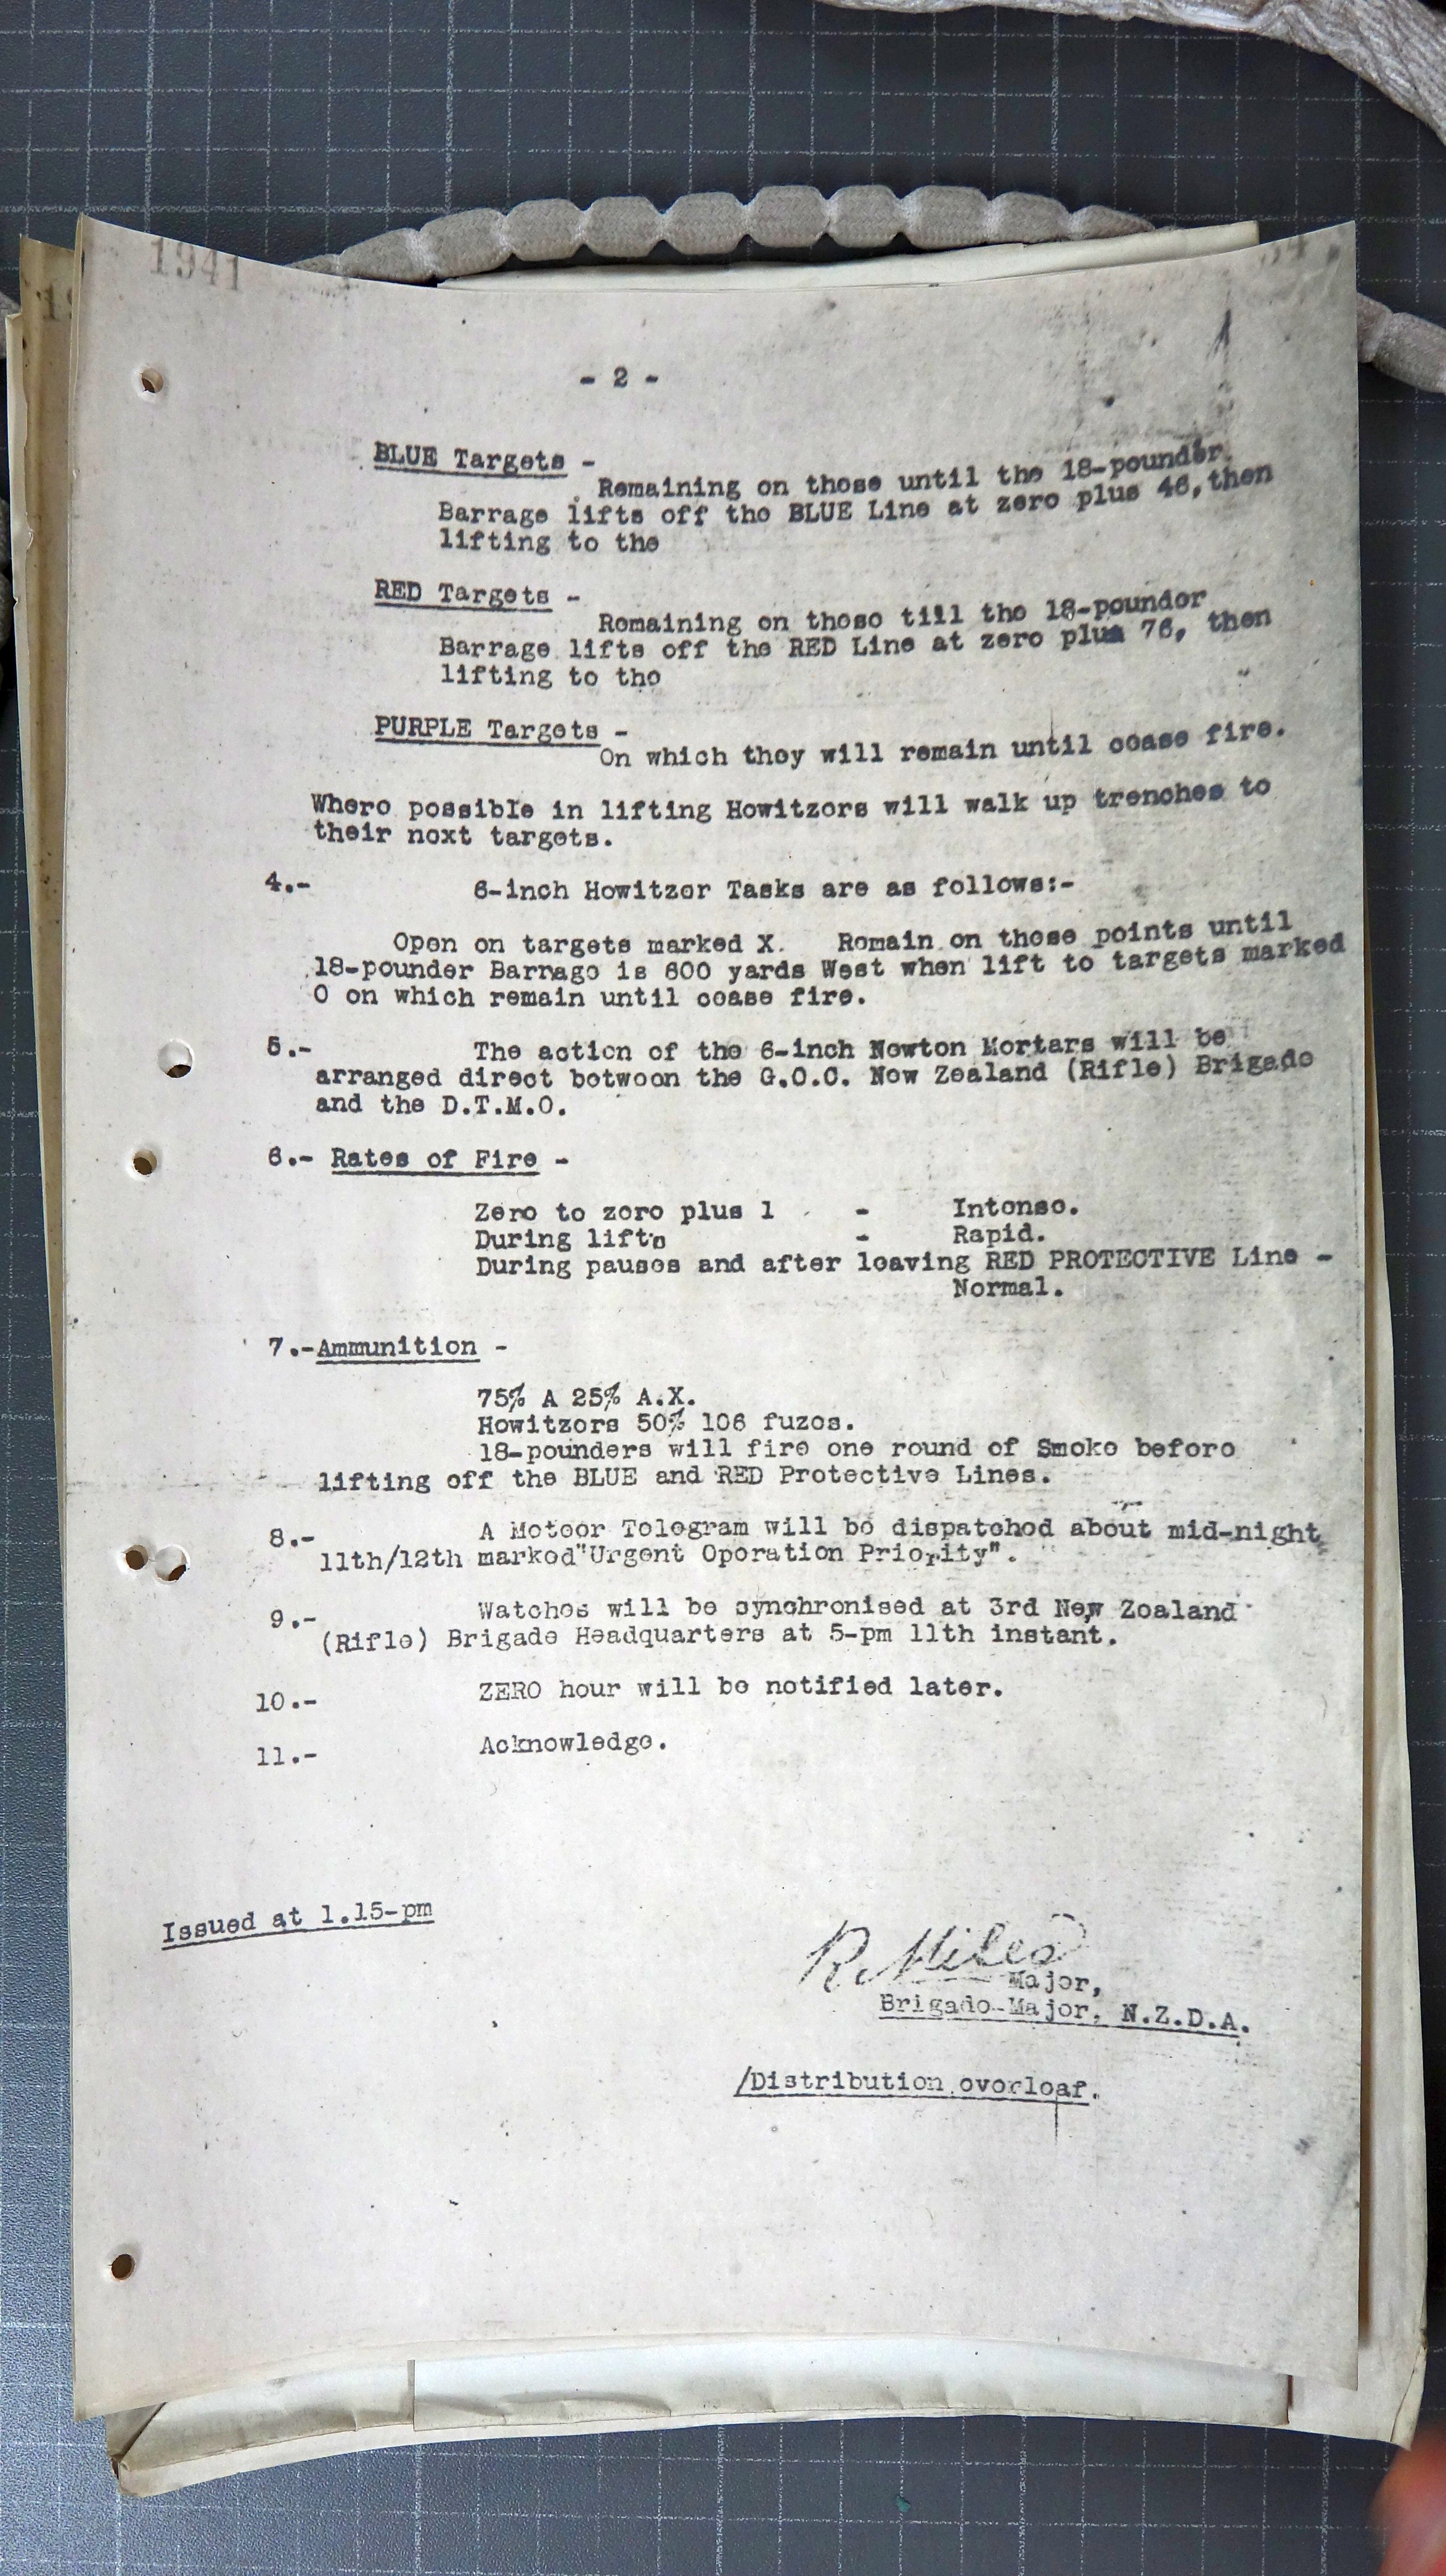 1941
- 2 -
BLUE Targets -
Remaining on those until the 18-pounder
Barrage lifts off the BLUE Line at zero plus 46, then
lifting to the
RED Targets -
Remaining on those till the 18-pounder
Barrage lifts off the RED Line at zero plus 76, then
lifting to the
PURPLE Targets -
On which they will remain until cease fire.
Where possible in lifting Howitzers will walk up trenches to
their next targets.
4.- 6-inch Howitzer Tasks are as follows:-
Open on targets marked X. Remain on those points until
18-pounder Barrage is 600 yards West when lift to targets marked
O on which remain until cease fire.
5.- The action of the 6-inch Newton Mortars will be
arranged direct between the G.O.C. New Zealand (Rifle) Brigade
and the D.T.M.O.
6.- Rates of Fire -
Zero to zero plus 1 - Intense.
During lifts - Rapid.
During pauses and after leaving RED PROTECTIVE Line -
Normal.
7.-Ammunition -
75% A 25% A.X.
Howitzers 50% 106 fuzes.
18-pounders will fire one round of Smoke before
lifting off the BLUE and RED Protective Lines.
8.- A Meteor Telegram will be dispatched about mid-night
11th/12th marked"Urgent Operation Priority".
9.- Watches will be synchronised at 3rd New Zealand
(Rifle) Brigade Headquarters at 5-pm 11th instant.
10.- ZERO hour will be notified later.
11.- Acknowledge.
Issued at 1.15-pm
R. Miles
Major,
Brigade-Major, N.Z.D.A.
/Distribution overleaf.